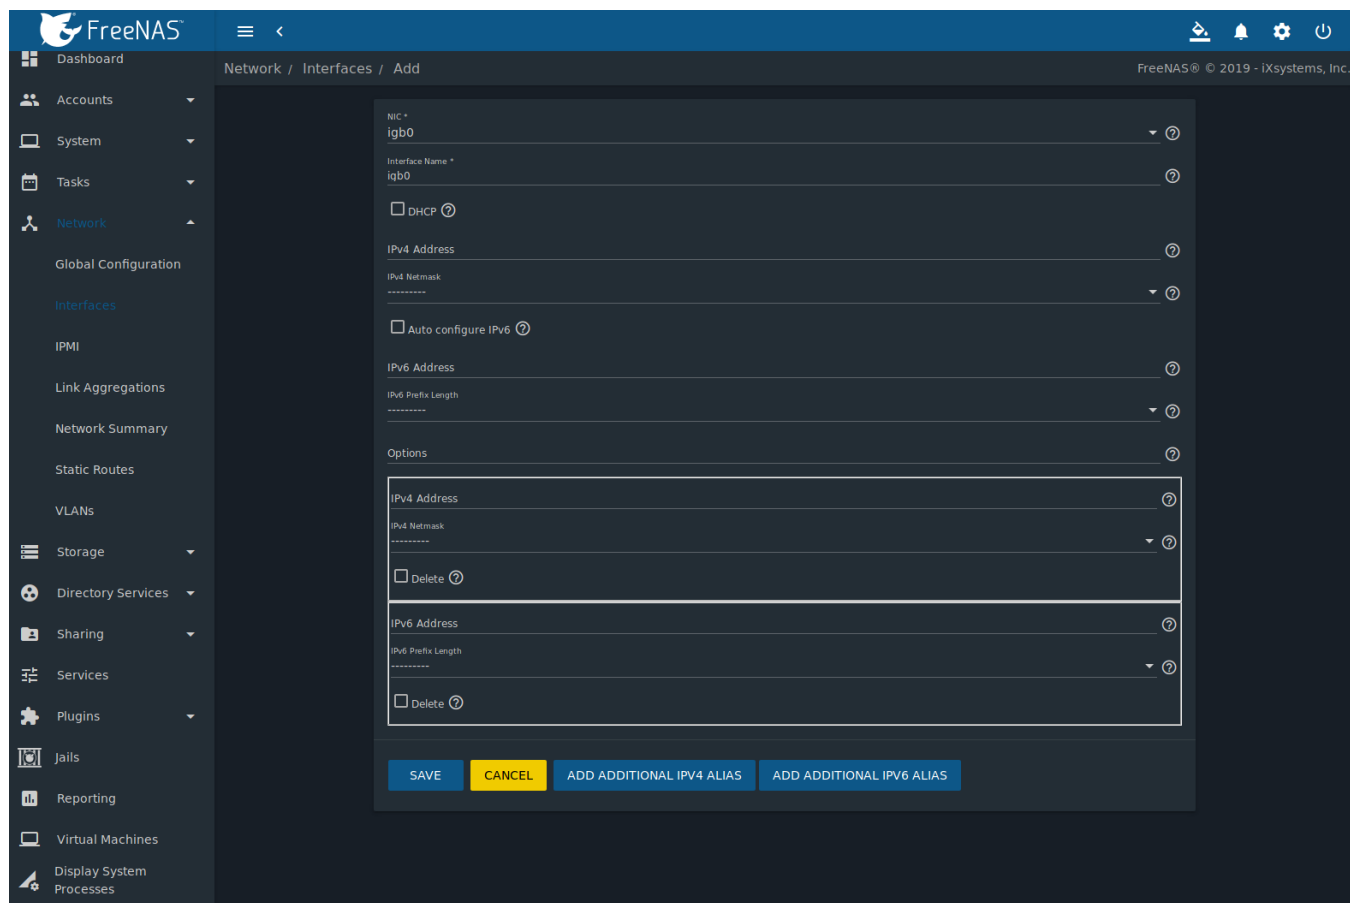 FreeNAS™
Dashboard
Accounts
System
Tasks
Network
Global Configuration
Interfaces
IPMI
Link Aggregations
Network Summary
Static Routes
VLANs
Storage
Directory Services
Sharing
Services
Plugins
Jails
Reporting
Virtual Machines
Display System
Processes
Network / Interfaces / Add
FreeNAS® © 2019 - iXsystems, Inc.
NIC *
igb0
Interface Name *
igb0
DHCP
IPv4 Address
IPv4 Netmask
---------
Auto configure IPv6
IPv6 Address
IPv6 Prefix Length
---------
Options
IPv4 Address
IPv4 Netmask
---------
Delete
IPv6 Address
IPv6 Prefix Length
---------
Delete
SAVE CANCEL ADD ADDITIONAL IPV4 ALIAS ADD ADDITIONAL IPV6 ALIAS